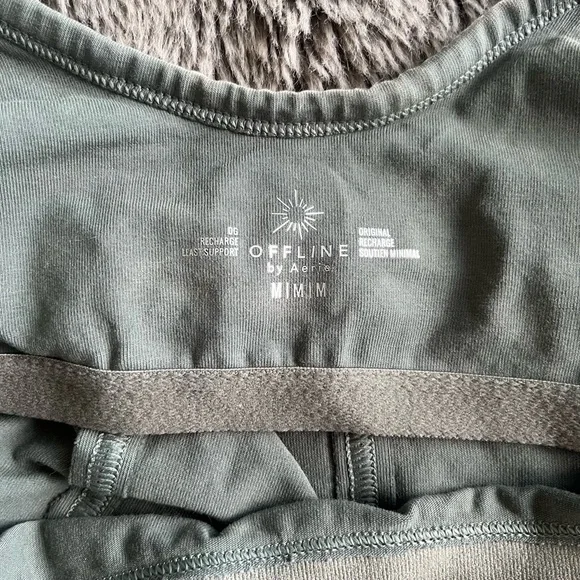 OG
RECHARGE
LEAST SUPPORT
OFFLINE
by Aerie
M|M|M
ORIGINAL
RECHARGE
SOUTIEN MINIMAL